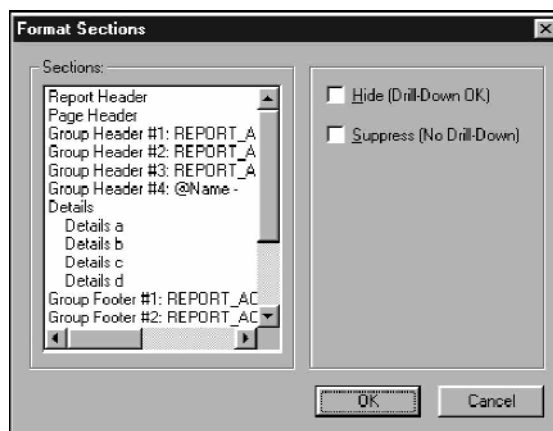 Format Sections
Sections:
Report Header
Page Header
Group Header #1: REPORT_A
Group Header #2: REPORT_A
Group Header #3: REPORT_A
Group Header #4: @Name -
Details
Details a
Details b
Details c
Details d
Group Footer #1: REPORT_AC
Group Footer #2: REPORT_AC
Hide (Drill-Down OK)
Suppress (No Drill-Down)
OK
Cancel